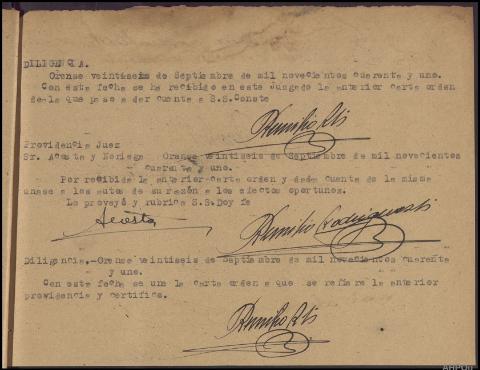 DILIGENCIA.
Orense veintiseis de Septiembre de mil novecientos cuarenta y uno.
Con esta fecha se ha recibido en este Juzgado la anterior carta orden
de la que paso a dar cuenta a S.S. Conste
Providencia Juez
Sr. Acosta y Noriega Orense veintiseis de Septiembre de mil novecientos
cuarenta y uno.
Por recibida la anterior carta orden y dese cuenta de la misma
unase a los autos de su razón a los efectos oportunos.
Lo proveyó y rubrica S.S. Doy fe
Acosta
Diligencia.-Orense veintiseis de Septiembre de mil novecientos cuarenta
y uno.
Con esta fecha se une la carta orden a que se refiere la anterior
providencia y certifico.
AHPOu